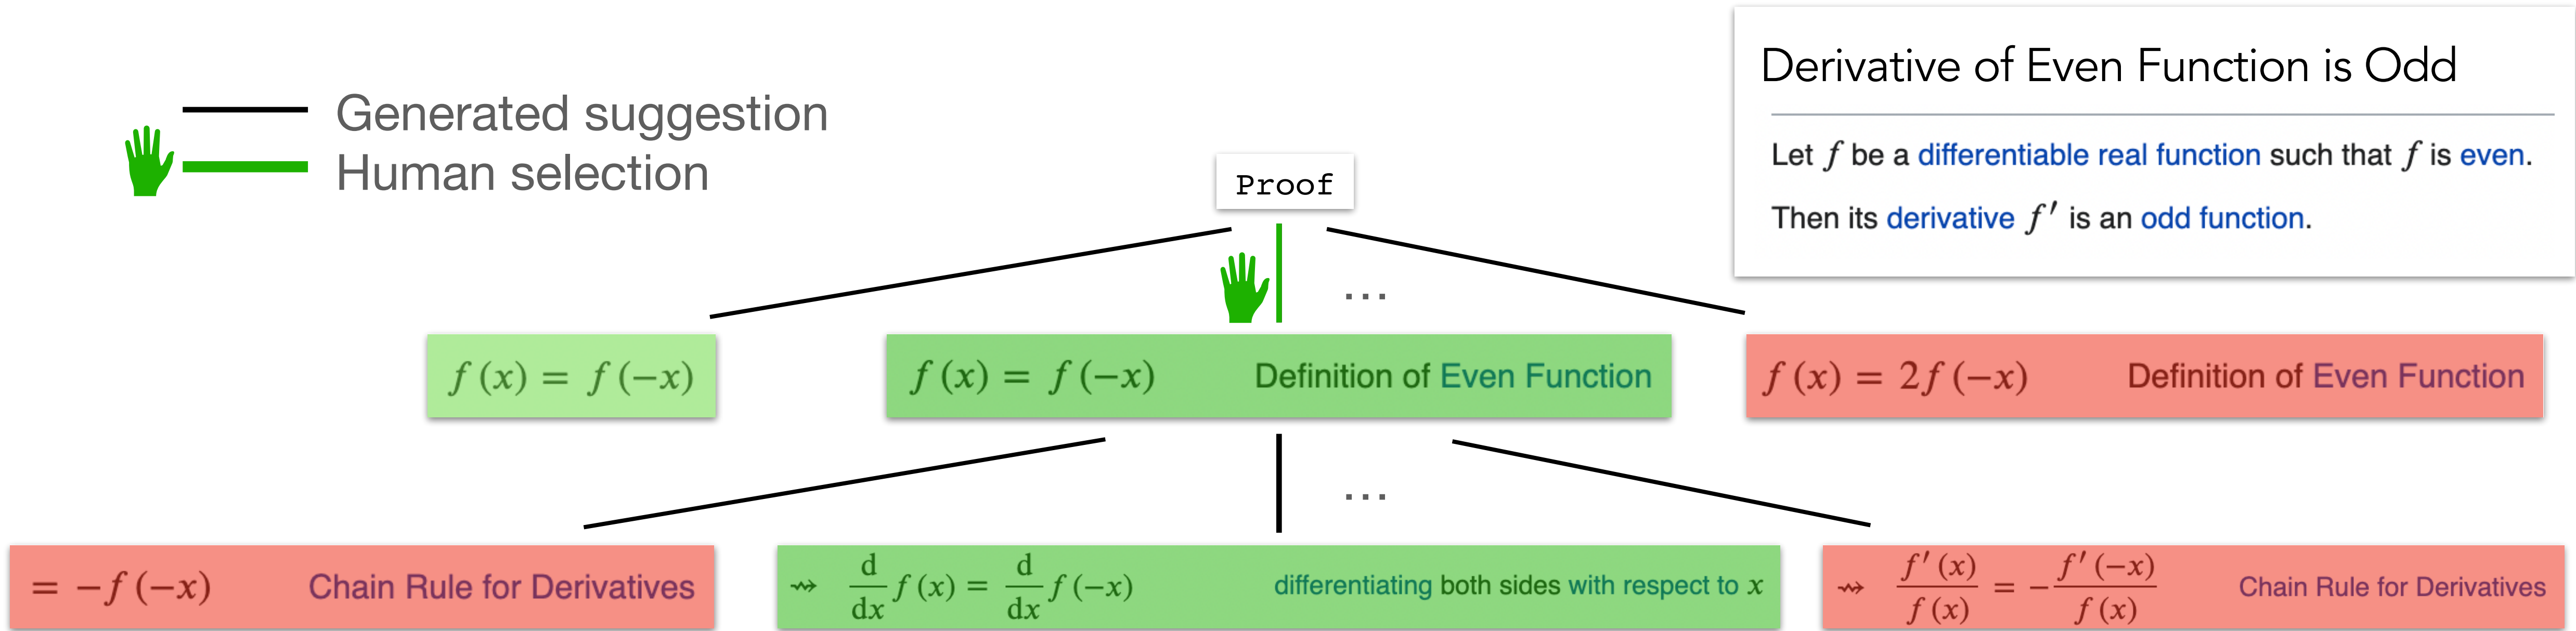 Derivative of Even Function is Odd
Let f be a differentiable real function such that f is even.
Then its derivative f′ is an odd function.
Generated suggestion
Human selection
Proof
...
f (x) = f (−x)
f (x) = f (−x) Definition of Even Function
f (x) = 2f (−x) Definition of Even Function
...
= −f (−x) Chain Rule for Derivatives
⇝ d/dx f (x) = d/dx f (−x) differentiating both sides with respect to x
⇝ f′ (x)/f (x) = − f′ (−x)/f (x) Chain Rule for Derivatives